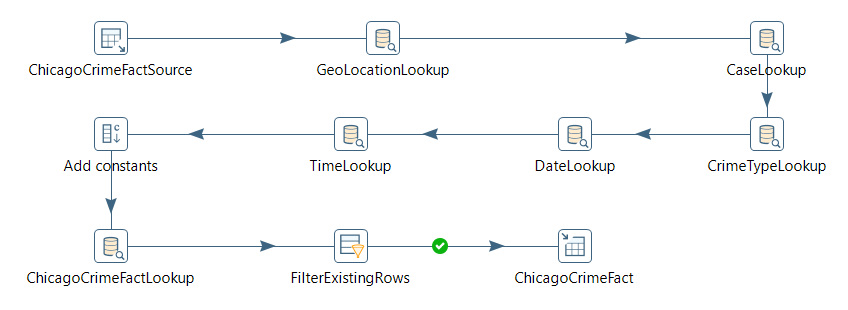 ChicagoCrimeFactSource
GeoLocationLookup
CaseLookup
Add constants
TimeLookup
DateLookup
CrimeTypeLookup
ChicagoCrimeFactLookup
FilterExistingRows
ChicagoCrimeFact